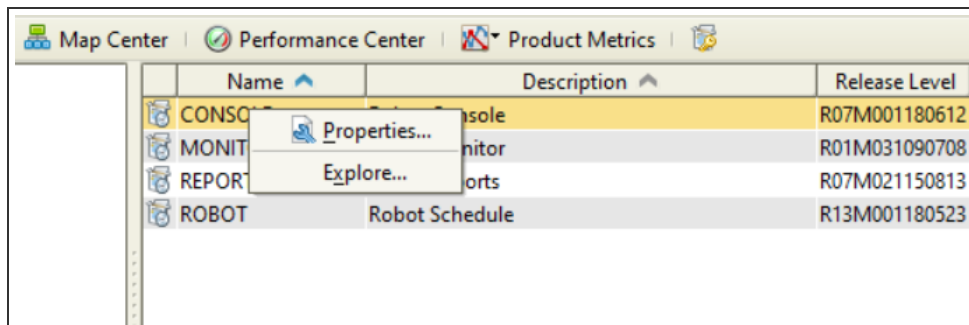 Map Center Performance Center Product Metrics
Name Description Release Level
CONSO nsole R07M001180612
Properties...
MONIT nitor R01M031090708
Explore...
REPORT orts R07M021150813
ROBOT Robot Schedule R13M001180523